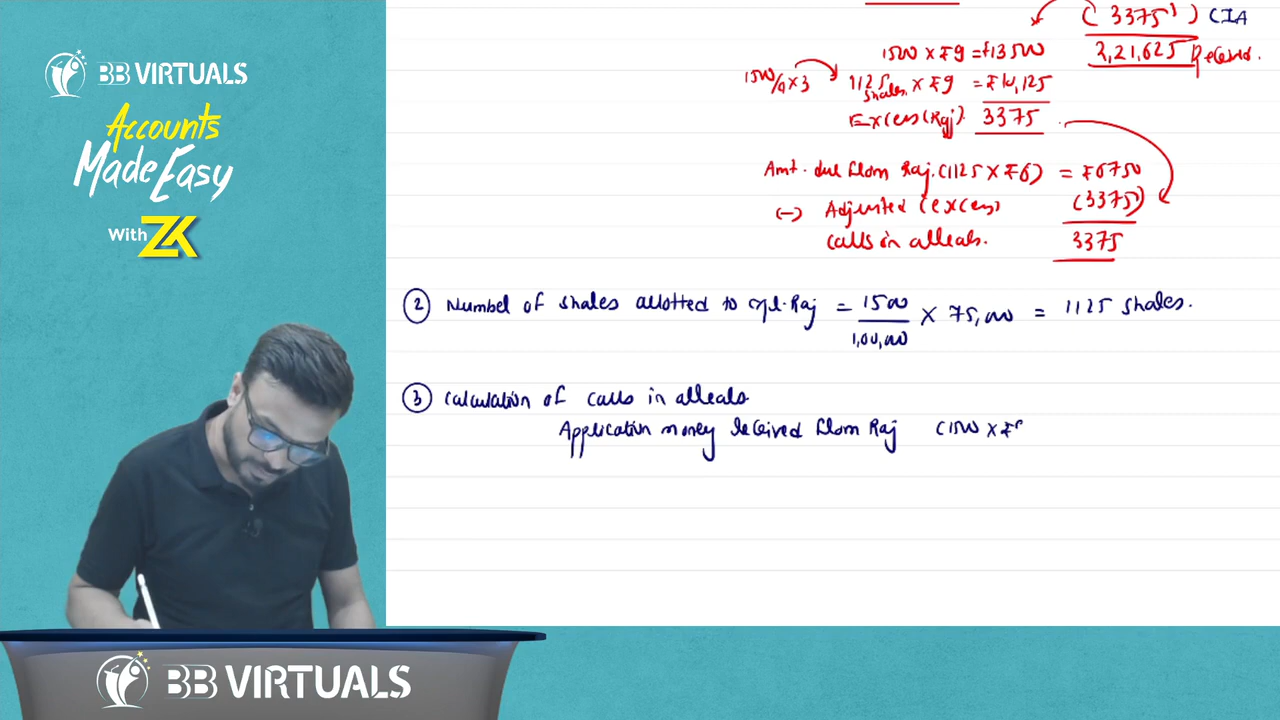 BB VIRTUALS
Accounts
Made Easy
With ZK
(3375) CIA
2,21,625 Received.
1500 × ₹9 = ₹13500
1500/4 × 3 1125 shares × ₹9 = ₹10,125
Excess (Raj) 3375
Amt. due from Raj. (1125 × ₹6) = ₹6750
(-) Adjusted (excess) (3375)
calls in arrears. 3375
② Number of shares allotted to Raj = 1500 / 1,00,000 × 75,000 = 1125 shares.
③ Calculation of calls in arrears
Application money received from Raj (1500 × ₹
BB VIRTUALS